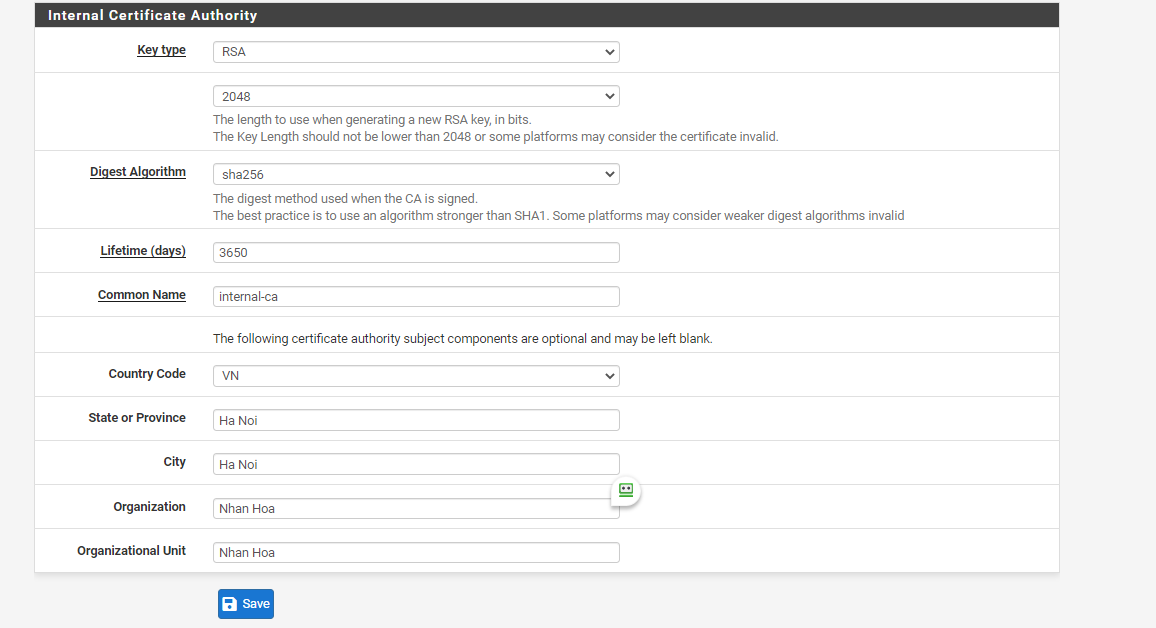 Internal Certificate Authority
Key type RSA
2048
The length to use when generating a new RSA key, in bits.
The Key Length should not be lower than 2048 or some platforms may consider the certificate invalid.
Digest Algorithm sha256
The digest method used when the CA is signed.
The best practice is to use an algorithm stronger than SHA1. Some platforms may consider weaker digest algorithms invalid
Lifetime (days) 3650
Common Name internal-ca
The following certificate authority subject components are optional and may be left blank.
Country Code VN
State or Province Ha Noi
City Ha Noi
Organization Nhan Hoa
Organizational Unit Nhan Hoa
Save